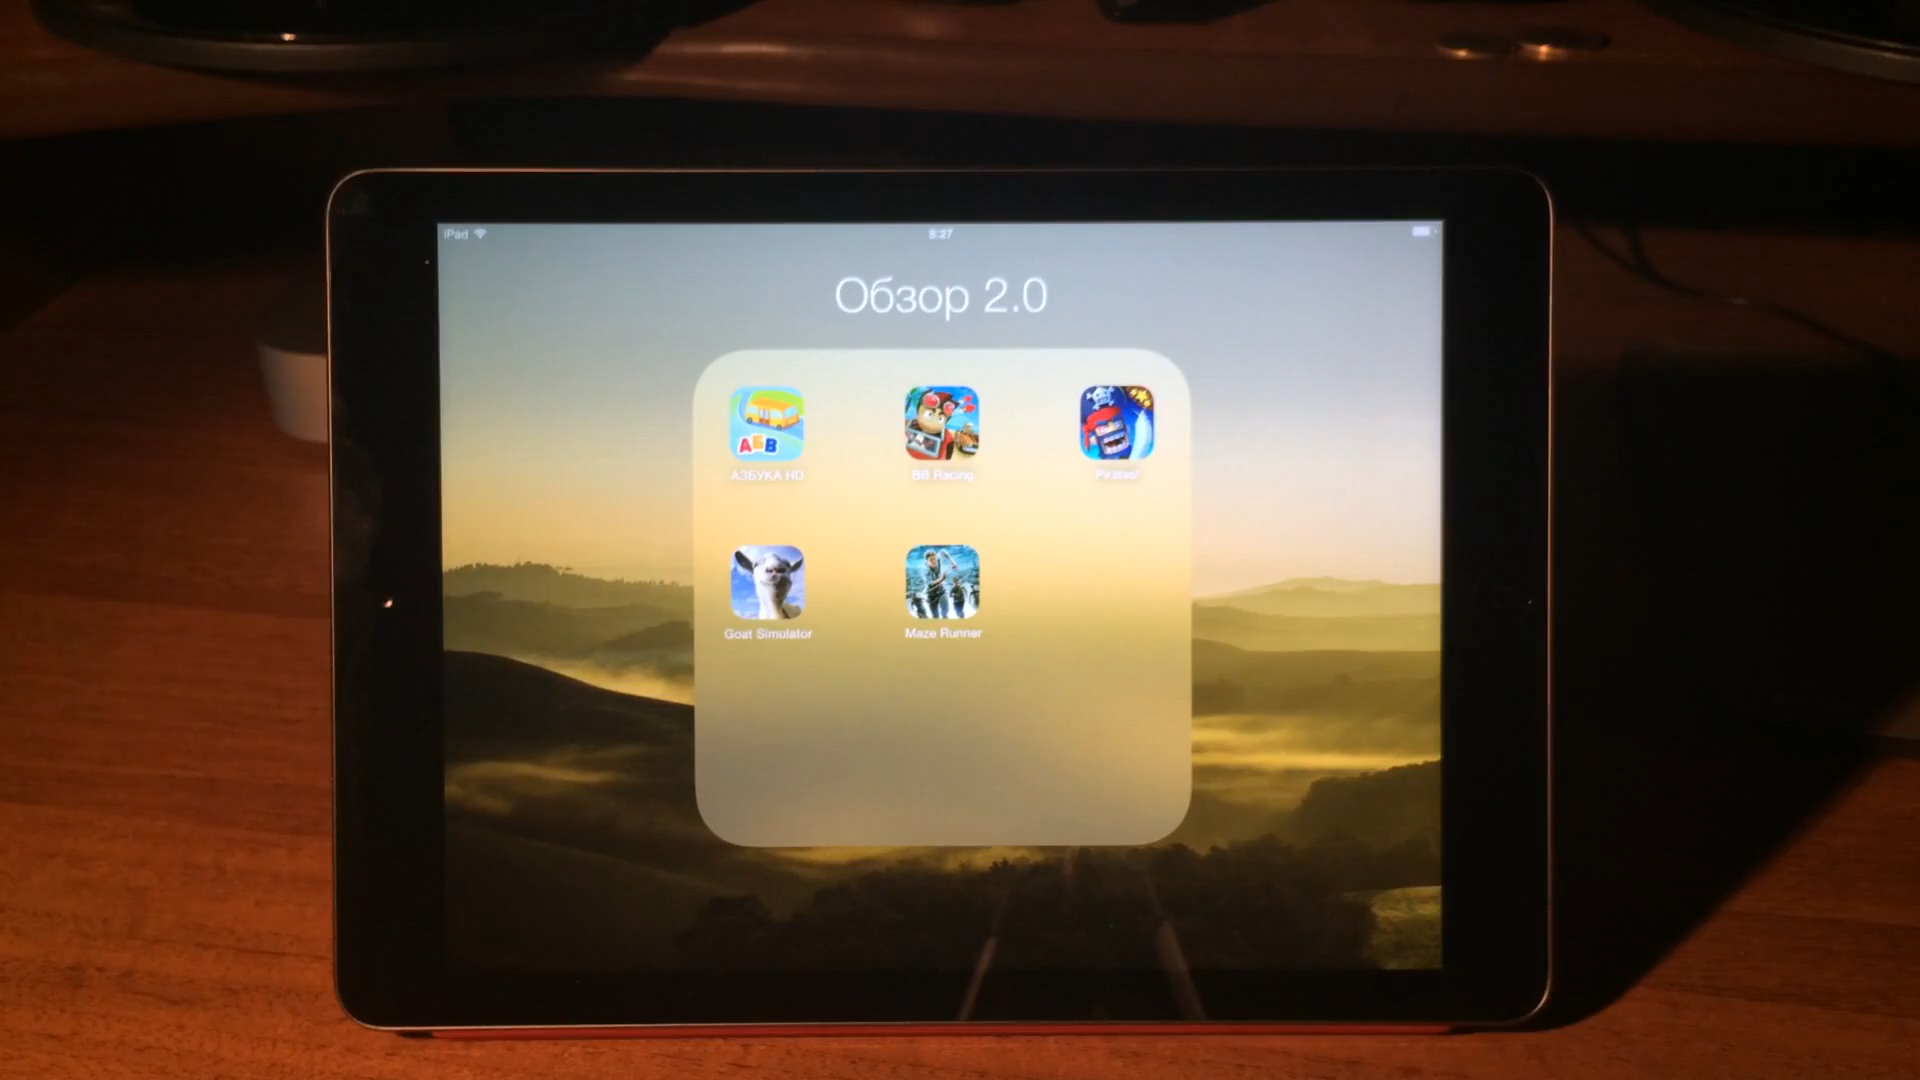 iPad
8:27
Обзор 2.0
АБВ
АЗБУКА HD
BB Racing
Pirates!
Goat Simulator
Maze Runner